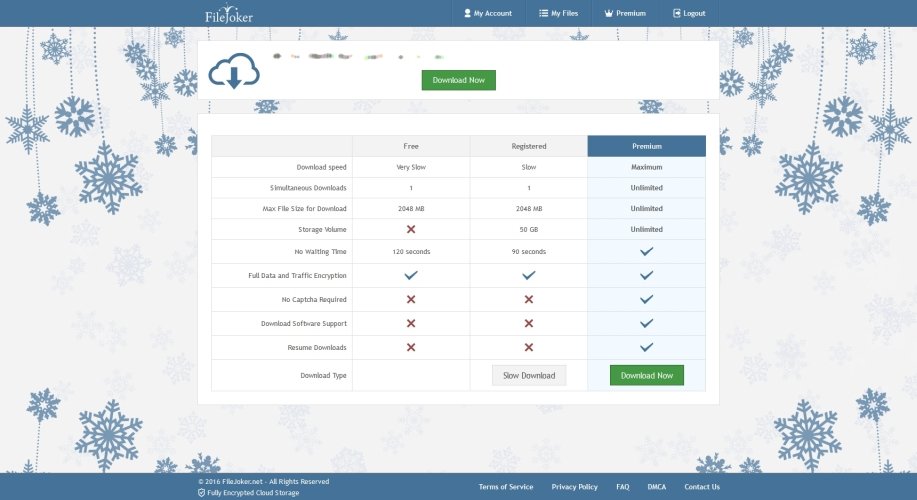 FileJoker
My Account My Files Premium Logout
Download Now
Free Registered Premium
Download speed Very Slow Slow Maximum
Simultaneous Downloads 1 1 Unlimited
Max File Size for Download 2048 MB 2048 MB Unlimited
Storage Volume 50 GB Unlimited
No Waiting Time 120 seconds 90 seconds
Full Data and Traffic Encryption
No Captcha Required
Download Software Support
Resume Downloads
Download Type Slow Download Download Now
© 2016 FileJoker.net - All Rights Reserved
Fully Encrypted Cloud Storage
Terms of Service Privacy Policy FAQ DMCA Contact Us